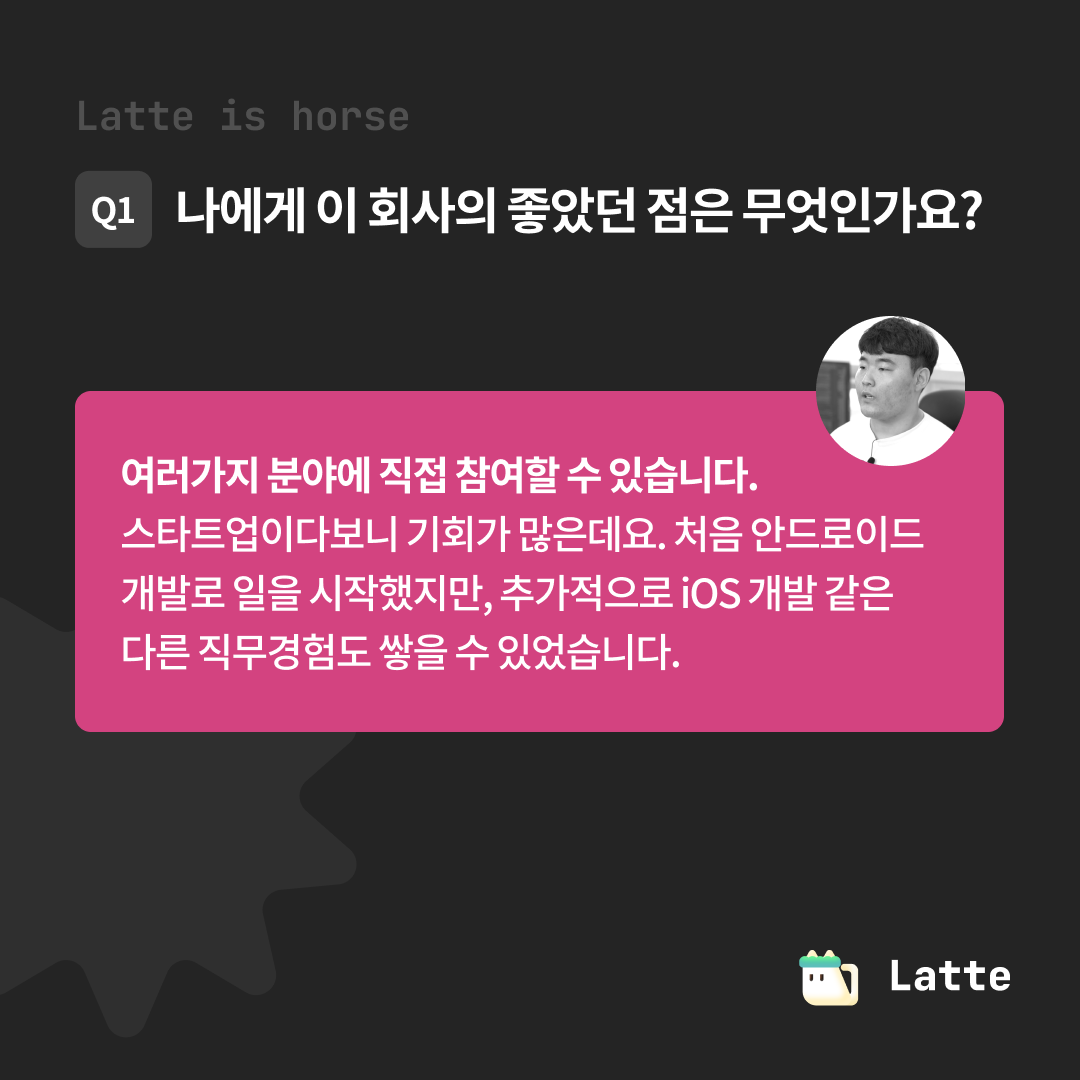 Latte is horse
Q1 나에게 이 회사의 좋았던 점은 무엇인가요?
여러가지 분야에 직접 참여할 수 있습니다.
스타트업이다보니 기회가 많은데요. 처음 안드로이드
개발로 일을 시작했지만, 추가적으로 iOS 개발 같은
다른 직무경험도 쌓을 수 있었습니다.
Latte